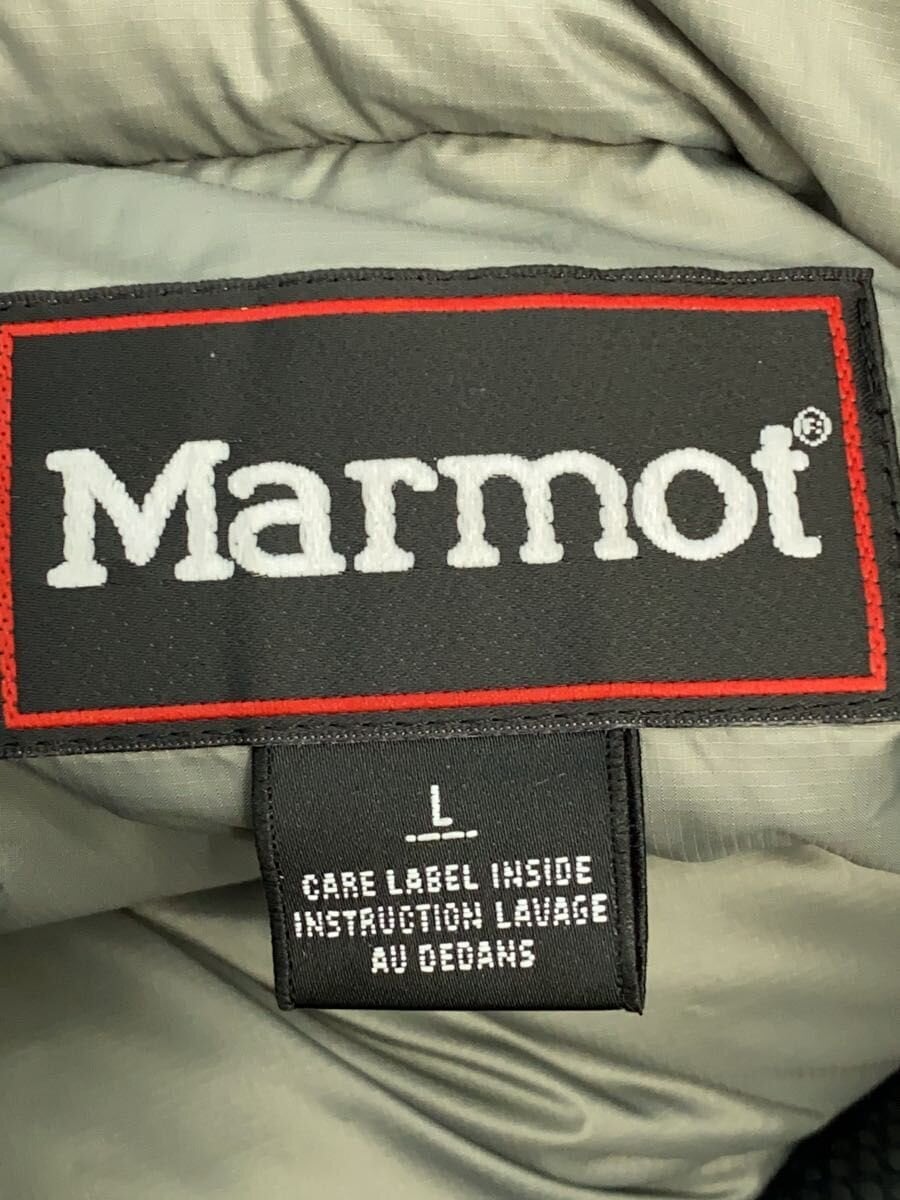 Marmot®
L
CARE LABEL INSIDE
INSTRUCTION LAVAGE
AU DEDANS